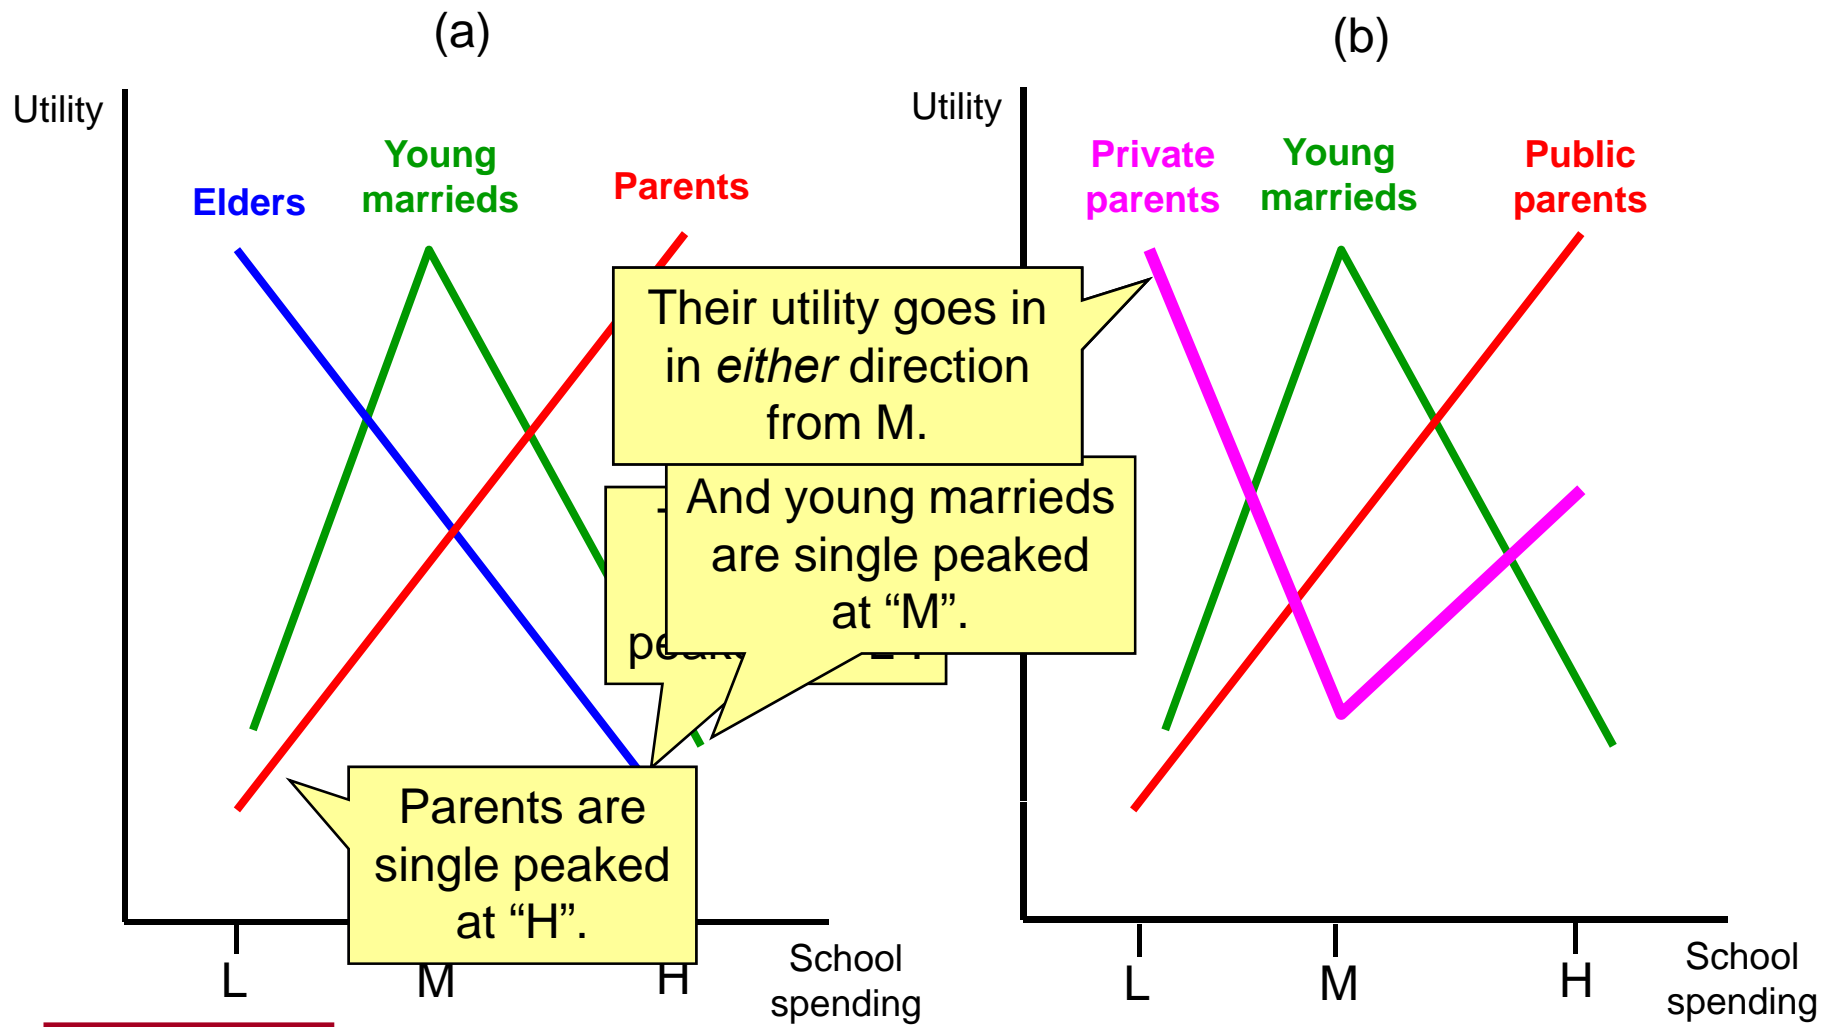 (a)
Utility
Elders
Young
marrieds
Parents
Parents are
single peaked
at “H”.
L
M
H
School
spending
Their utility goes in
in either direction
from M.
And young marrieds
are single peaked
at “M”.
(b)
Utility
Private
parents
Young
marrieds
Public
parents
L
M
H
School
spending